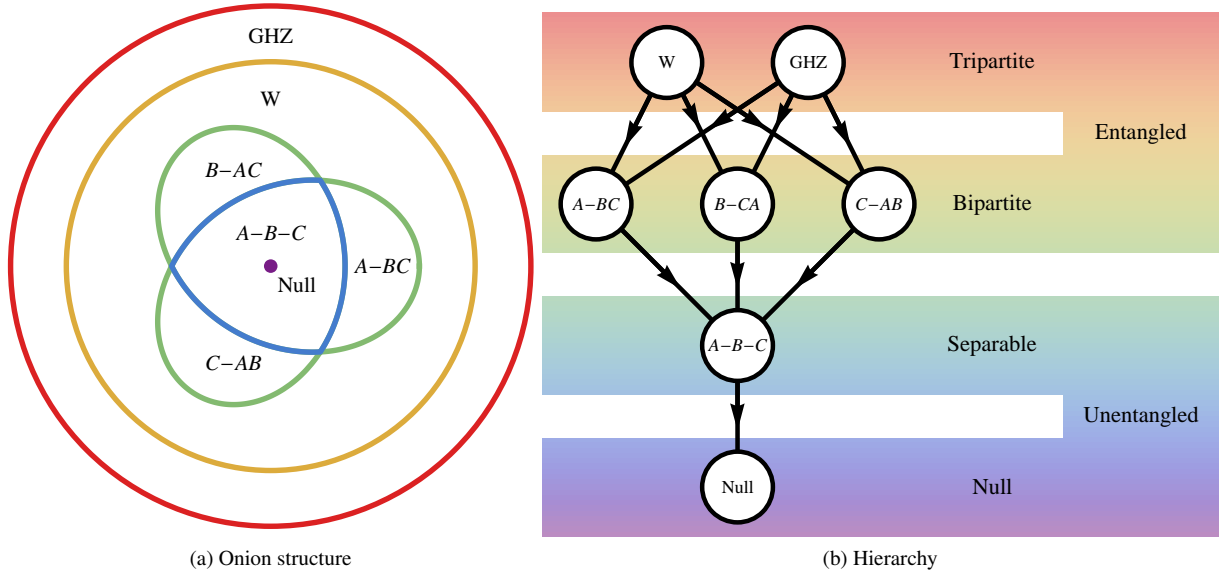 GHZ
W
B−AC
A−B−C
A−BC
Null
C−AB
(a) Onion structure
W
GHZ
Tripartite
Entangled
A−BC
B−CA
C−AB
Bipartite
A−B−C
Separable
Unentangled
Null
Null
(b) Hierarchy